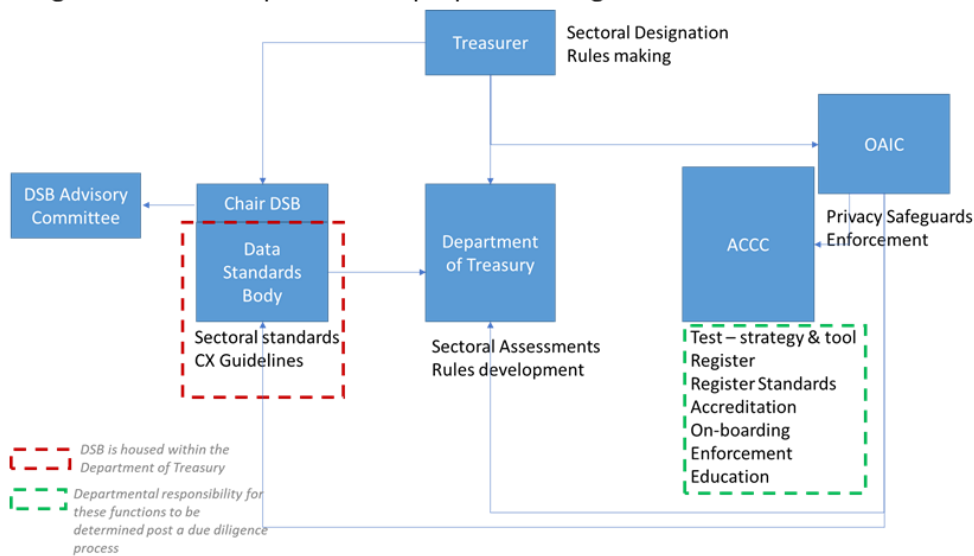 Treasurer
Sectoral Designation
Rules making
OAIC
DSB Advisory
Committee
Chair DSB
Data
Standards
Body
Department
of Treasury
ACCC
Privacy Safeguards
Enforcement
Sectoral standards
CX Guidelines
Sectoral Assessments
Rules development
Test – strategy & tool
Register
Register Standards
Accreditation
On-boarding
Enforcement
Education
DSB is housed within the
Department of Treasury
Departmental responsibility for
these functions to be
determined post a due diligence
process